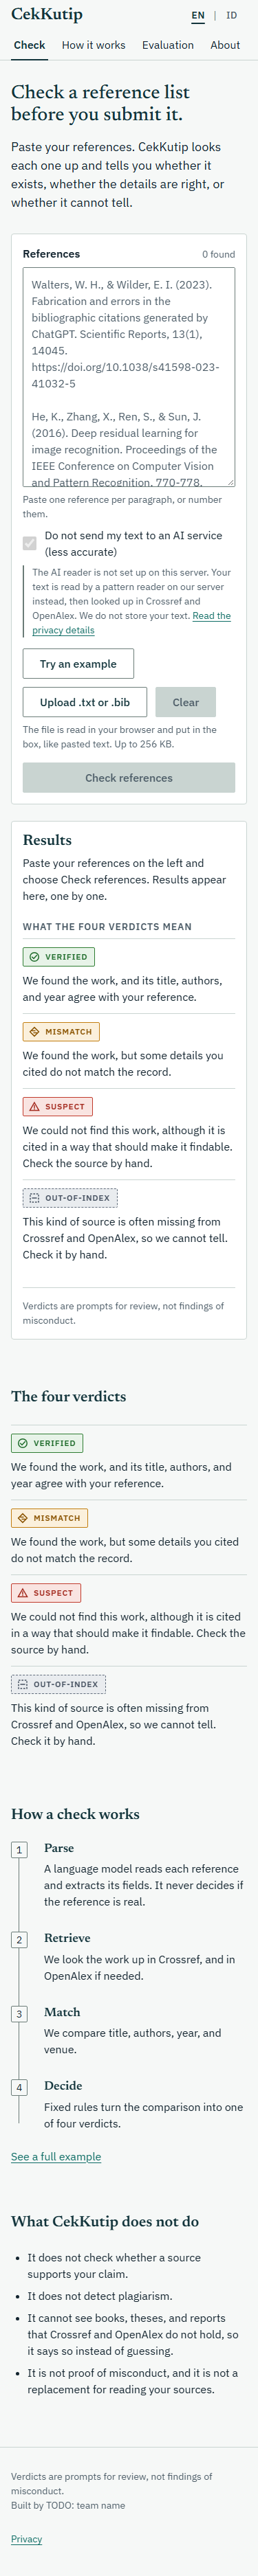 CekKutip
EN | ID
Check How it works Evaluation About
Check a reference list
before you submit it.
Paste your references. CekKutip looks
each one up and tells you whether it
exists, whether the details are right, or
whether it cannot tell.
References 0 found
Walters, W. H., & Wilder, E. I. (2023).
Fabrication and errors in the
bibliographic citations generated by
ChatGPT. Scientific Reports, 13(1),
14045.
https://doi.org/10.1038/s41598-023-
41032-5
He, K., Zhang, X., Ren, S., & Sun, J.
(2016). Deep residual learning for
image recognition. Proceedings of the
IEEE Conference on Computer Vision
and Pattern Recognition, 770-778.
Paste one reference per paragraph, or number
them.
Do not send my text to an AI service
(less accurate)
The AI reader is not set up on this server. Your
text is read by a pattern reader on our server
instead, then looked up in Crossref and
OpenAlex. We do not store your text. Read the
privacy details
Try an example
Upload .txt or .bib Clear
The file is read in your browser and put in the
box, like pasted text. Up to 256 KB.
Check references
Results
Paste your references on the left and
choose Check references. Results appear
here, one by one.
WHAT THE FOUR VERDICTS MEAN
VERIFIED
We found the work, and its title, authors,
and year agree with your reference.
MISMATCH
We found the work, but some details you
cited do not match the record.
SUSPECT
We could not find this work, although it is
cited in a way that should make it findable.
Check the source by hand.
OUT-OF-INDEX
This kind of source is often missing from
Crossref and OpenAlex, so we cannot tell.
Check it by hand.
Verdicts are prompts for review, not findings of
misconduct.
The four verdicts
VERIFIED
We found the work, and its title, authors, and
year agree with your reference.
MISMATCH
We found the work, but some details you cited
do not match the record.
SUSPECT
We could not find this work, although it is cited
in a way that should make it findable. Check the
source by hand.
OUT-OF-INDEX
This kind of source is often missing from
Crossref and OpenAlex, so we cannot tell.
Check it by hand.
How a check works
1 Parse
A language model reads each reference
and extracts its fields. It never decides if
the reference is real.
2 Retrieve
We look the work up in Crossref, and in
OpenAlex if needed.
3 Match
We compare title, authors, year, and
venue.
4 Decide
Fixed rules turn the comparison into one
of four verdicts.
See a full example
What CekKutip does not do
• It does not check whether a source
supports your claim.
• It does not detect plagiarism.
• It cannot see books, theses, and reports
that Crossref and OpenAlex do not hold, so
it says so instead of guessing.
• It is not proof of misconduct, and it is not a
replacement for reading your sources.
Verdicts are prompts for review, not findings of
misconduct.
Built by TODO: team name
Privacy